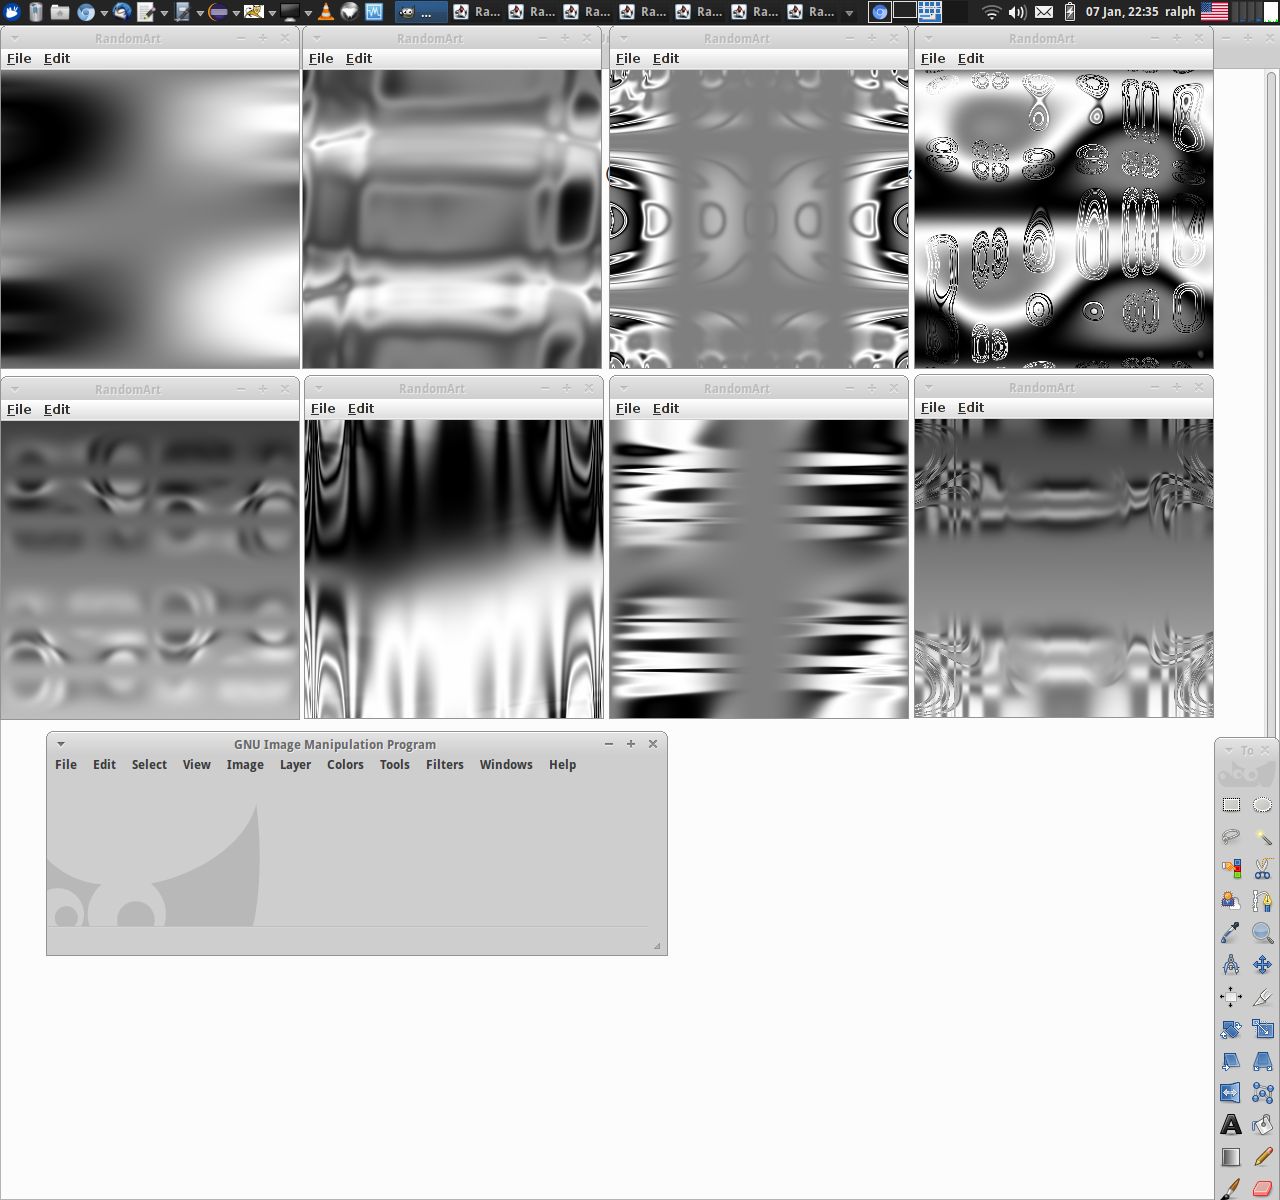 ... Ra... Ra... Ra... Ra... Ra... Ra... Ra... 07 Jan, 22:35 ralph
RandomArt RandomArt RandomArt RandomArt
File Edit File Edit File Edit File Edit
RandomArt RandomArt RandomArt RandomArt
File Edit File Edit File Edit File Edit
GNU Image Manipulation Program
File Edit Select View Image Layer Colors Tools Filters Windows Help
To